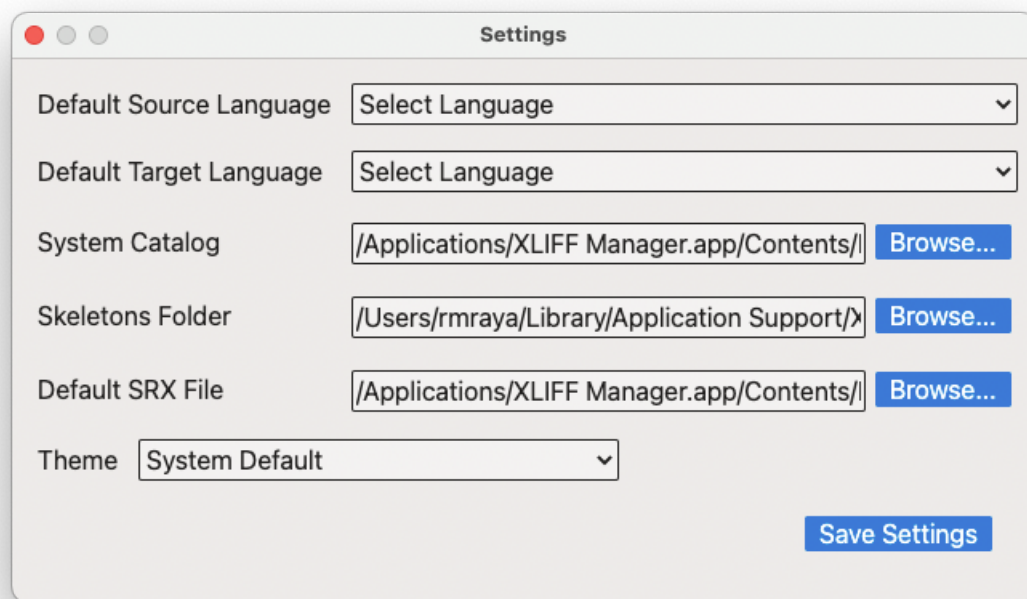 Settings
Default Source Language Select Language
Default Target Language Select Language
System Catalog /Applications/XLIFF Manager.app/Contents/ Browse...
Skeletons Folder /Users/rmraya/Library/Application Support/ Browse...
Default SRX File /Applications/XLIFF Manager.app/Contents/ Browse...
Theme System Default
Save Settings